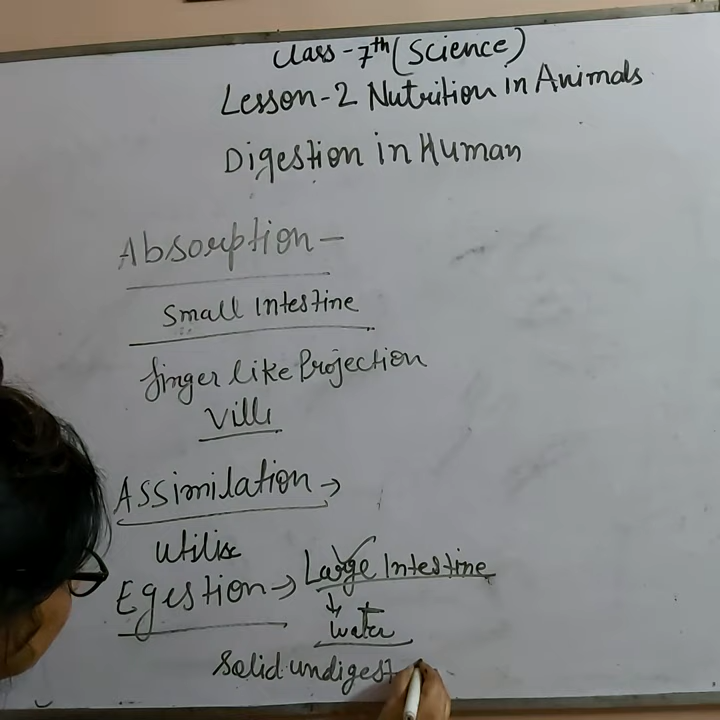 Class-7th (Science)
Lesson-2 Nutrition in Animals
Digestion in Human
Absorption-
Small Intestine
finger like Projection
Villi
Assimilation →
Utilise
Egestion → Large Intestine
↓
water
Solid undigest